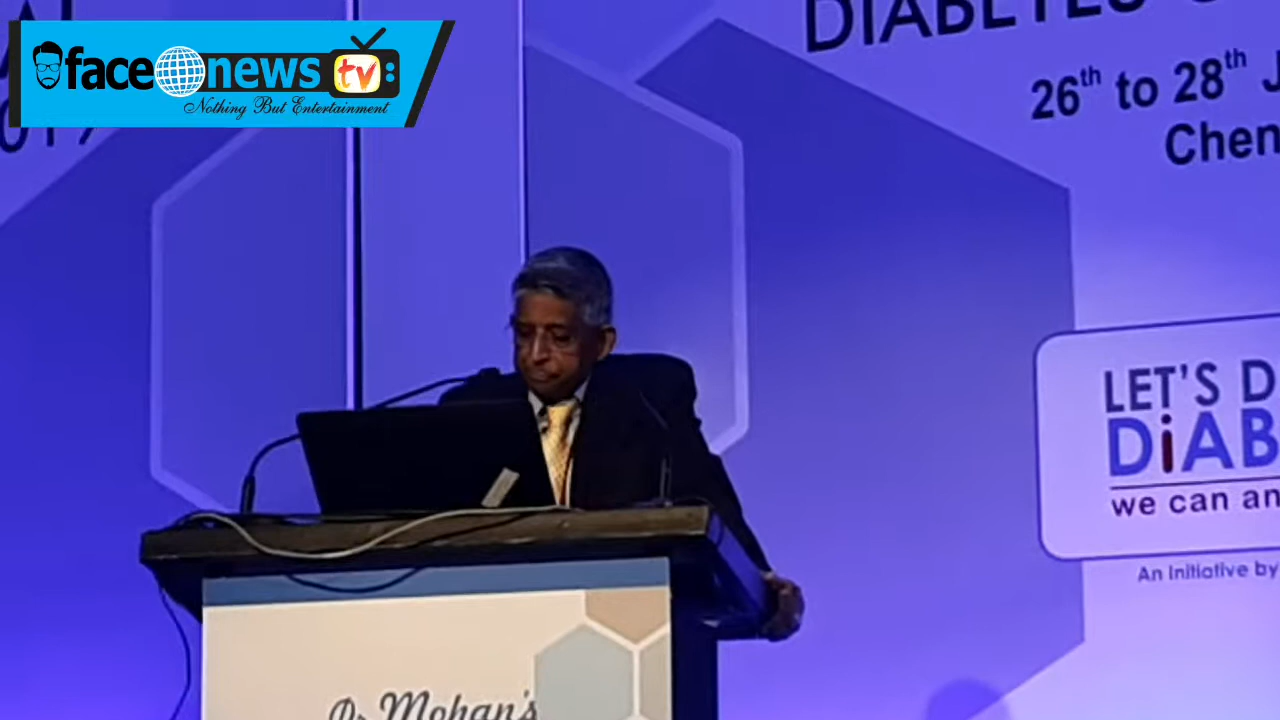 face news tv
Nothing But Entertainment
DIABETES
26th to 28th
Chen
LET'S D
DiAB
we can an
An Initiative by
Dr Mohan's